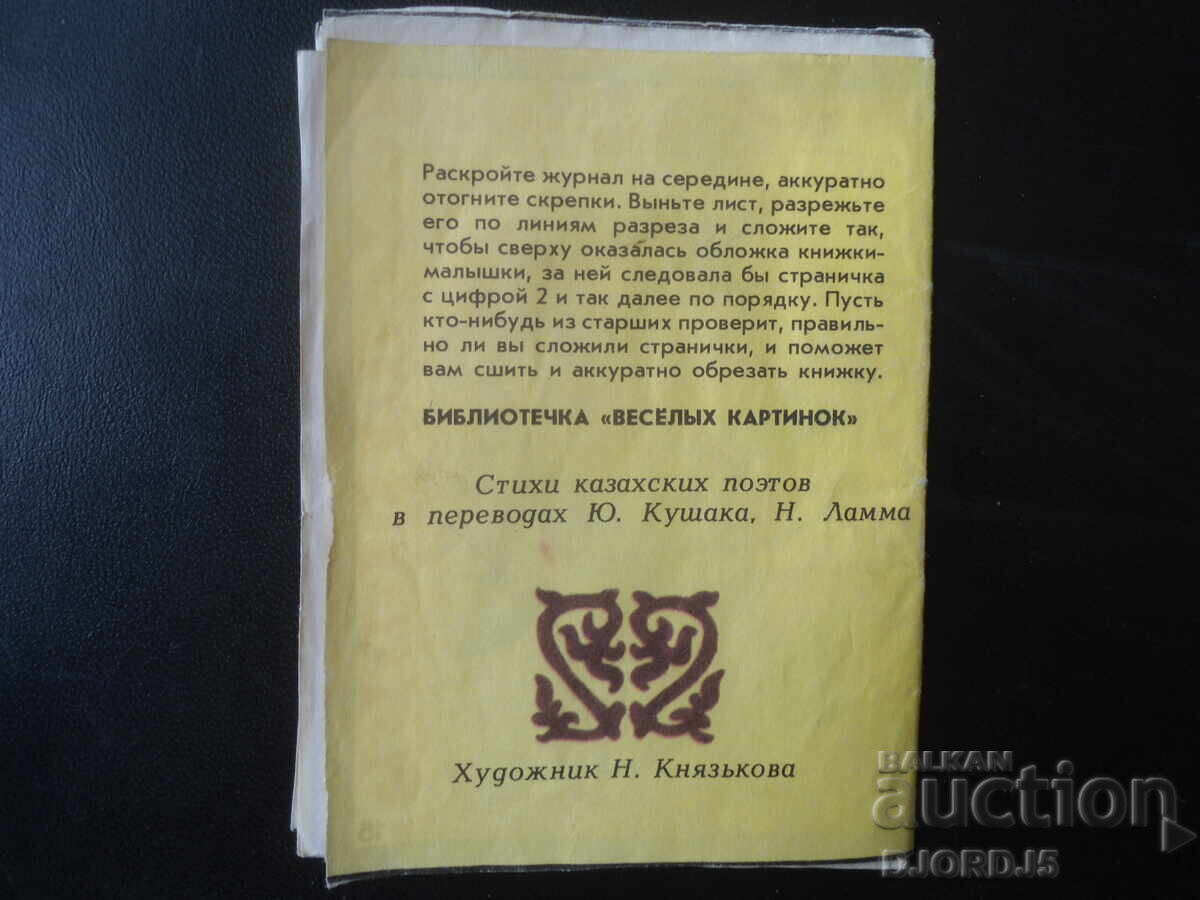 Раскройте журнал на середине, аккуратно
отогните скрепки. Выньте лист, разрежьте
его по линиям разреза и сложите так,
чтобы сверху оказалась обложка книжки-
малышки, за ней следовала бы страничка
с цифрой 2 и так далее по порядку. Пусть
кто-нибудь из старших проверит, правиль-
но ли вы сложили странички, и поможет
вам сшить и аккуратно обрезать книжку.
БИБЛИОТЕЧКА «ВЕСЁЛЫХ КАРТИНОК»
Стихи казахских поэтов
в переводах Ю. Кушака, Н. Ламма
Художник Н. Князькова
BALKAN
auction
DJORDJ5